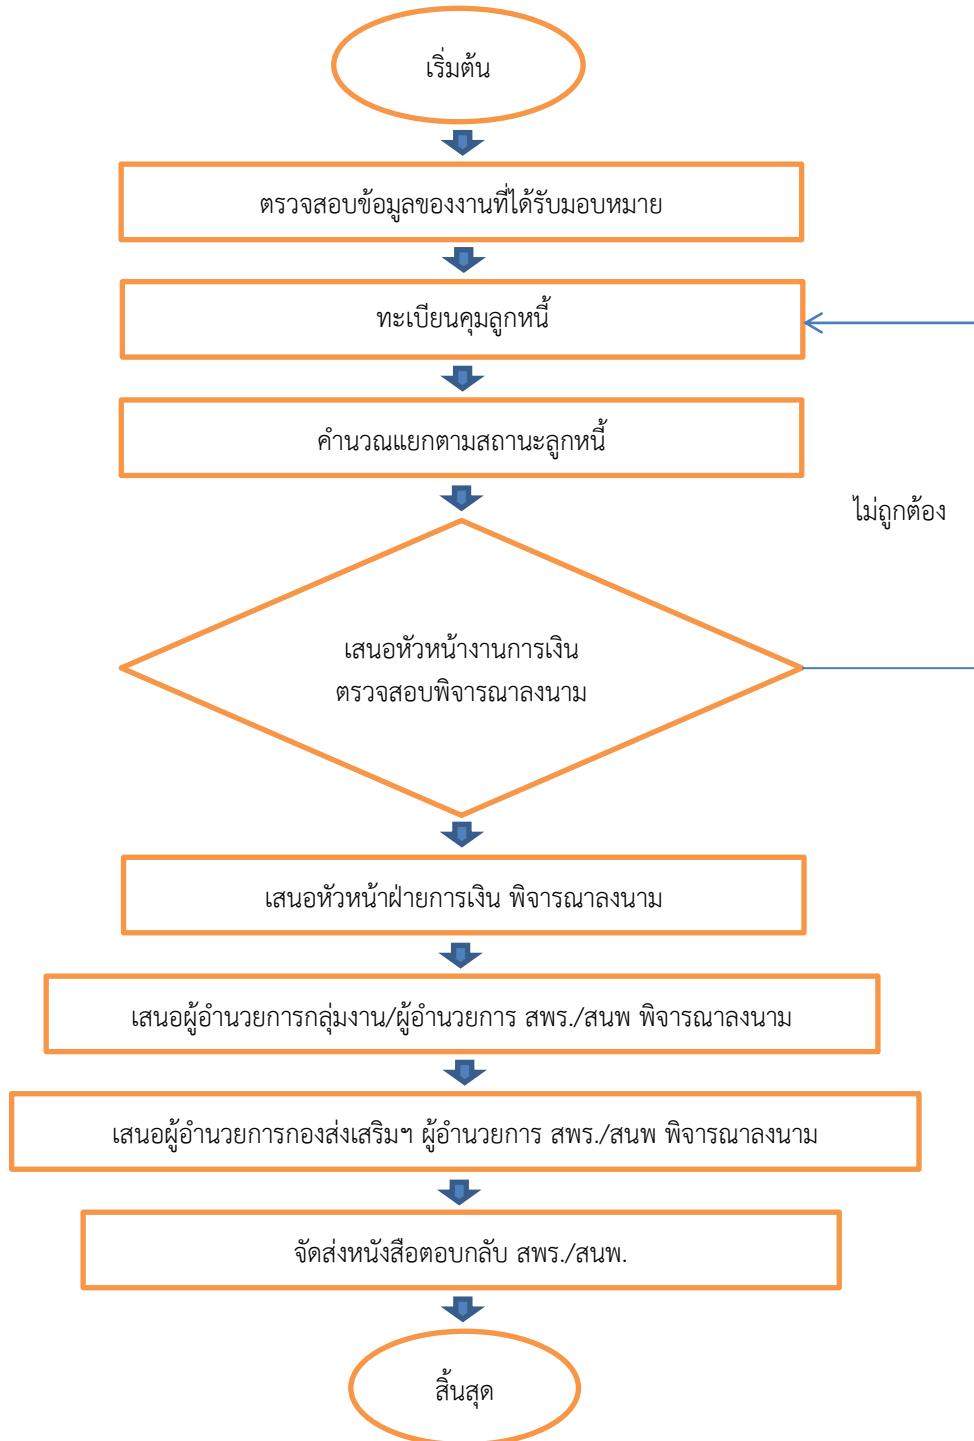 เริ่มต้น
ตรวจสอบข้อมูลของงานที่ได้รับมอบหมาย
ทะเบียนคุมลูกหนี้
คำนวณแยกตามสถานะลูกหนี้
ไม่ถูกต้อง
เสนอหัวหน้างานการเงิน
ตรวจสอบพิจารณาลงนาม
เสนอหัวหน้าฝ่ายการเงิน พิจารณาลงนาม
เสนอผู้อำนวยการกลุ่มงาน/ผู้อำนวยการ สพร./สนพ พิจารณาลงนาม
เสนอผู้อำนวยการกองส่งเสริมฯ ผู้อำนวยการ สพร./สนพ พิจารณาลงนาม
จัดส่งหนังสือตอบกลับ สพร./สนพ.
สิ้นสุด